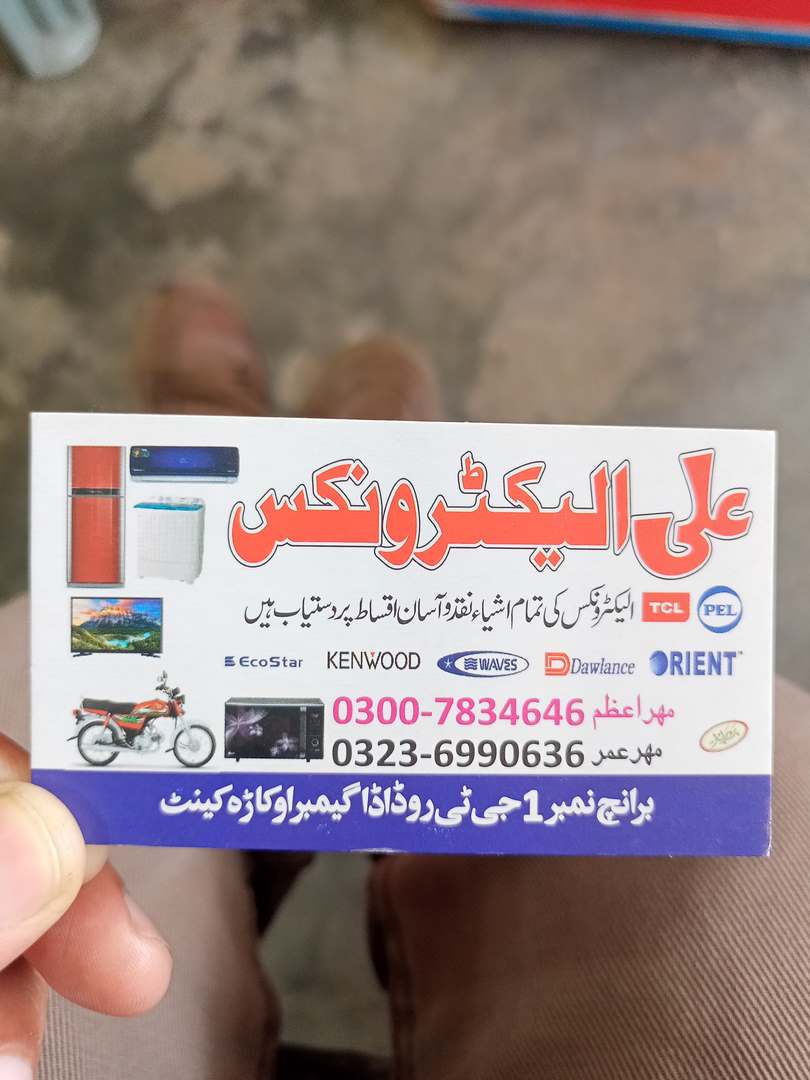 علی الیکٹرونکس
الیکٹرونکس کی تمام اشیاء نقد و آسان اقساط پر دستیاب ہیں
TCL
PEL
EcoStar KENWOOD WAVES Dawlance ORIENT
مہر اعظم 0300-7834646
مہر عمر 0323-6990636
برانچ نمبر 1 جی ٹی روڈ اڈا گیمبر اوکاڑہ کینٹ